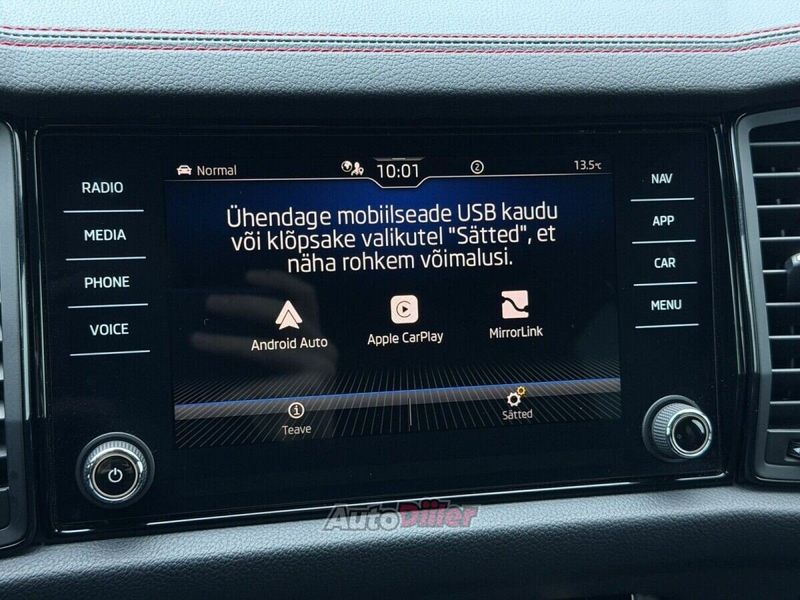 Normal 10:01 2 13.5°C
RADIO
MEDIA
PHONE
VOICE
Ühendage mobiilseade USB kaudu
või klõpsake valikutel "Sätted", et
näha rohkem võimalusi.
Android Auto
Apple CarPlay
MirrorLink
Teave
Sätted
NAV
APP
CAR
MENU
AutoDiiler